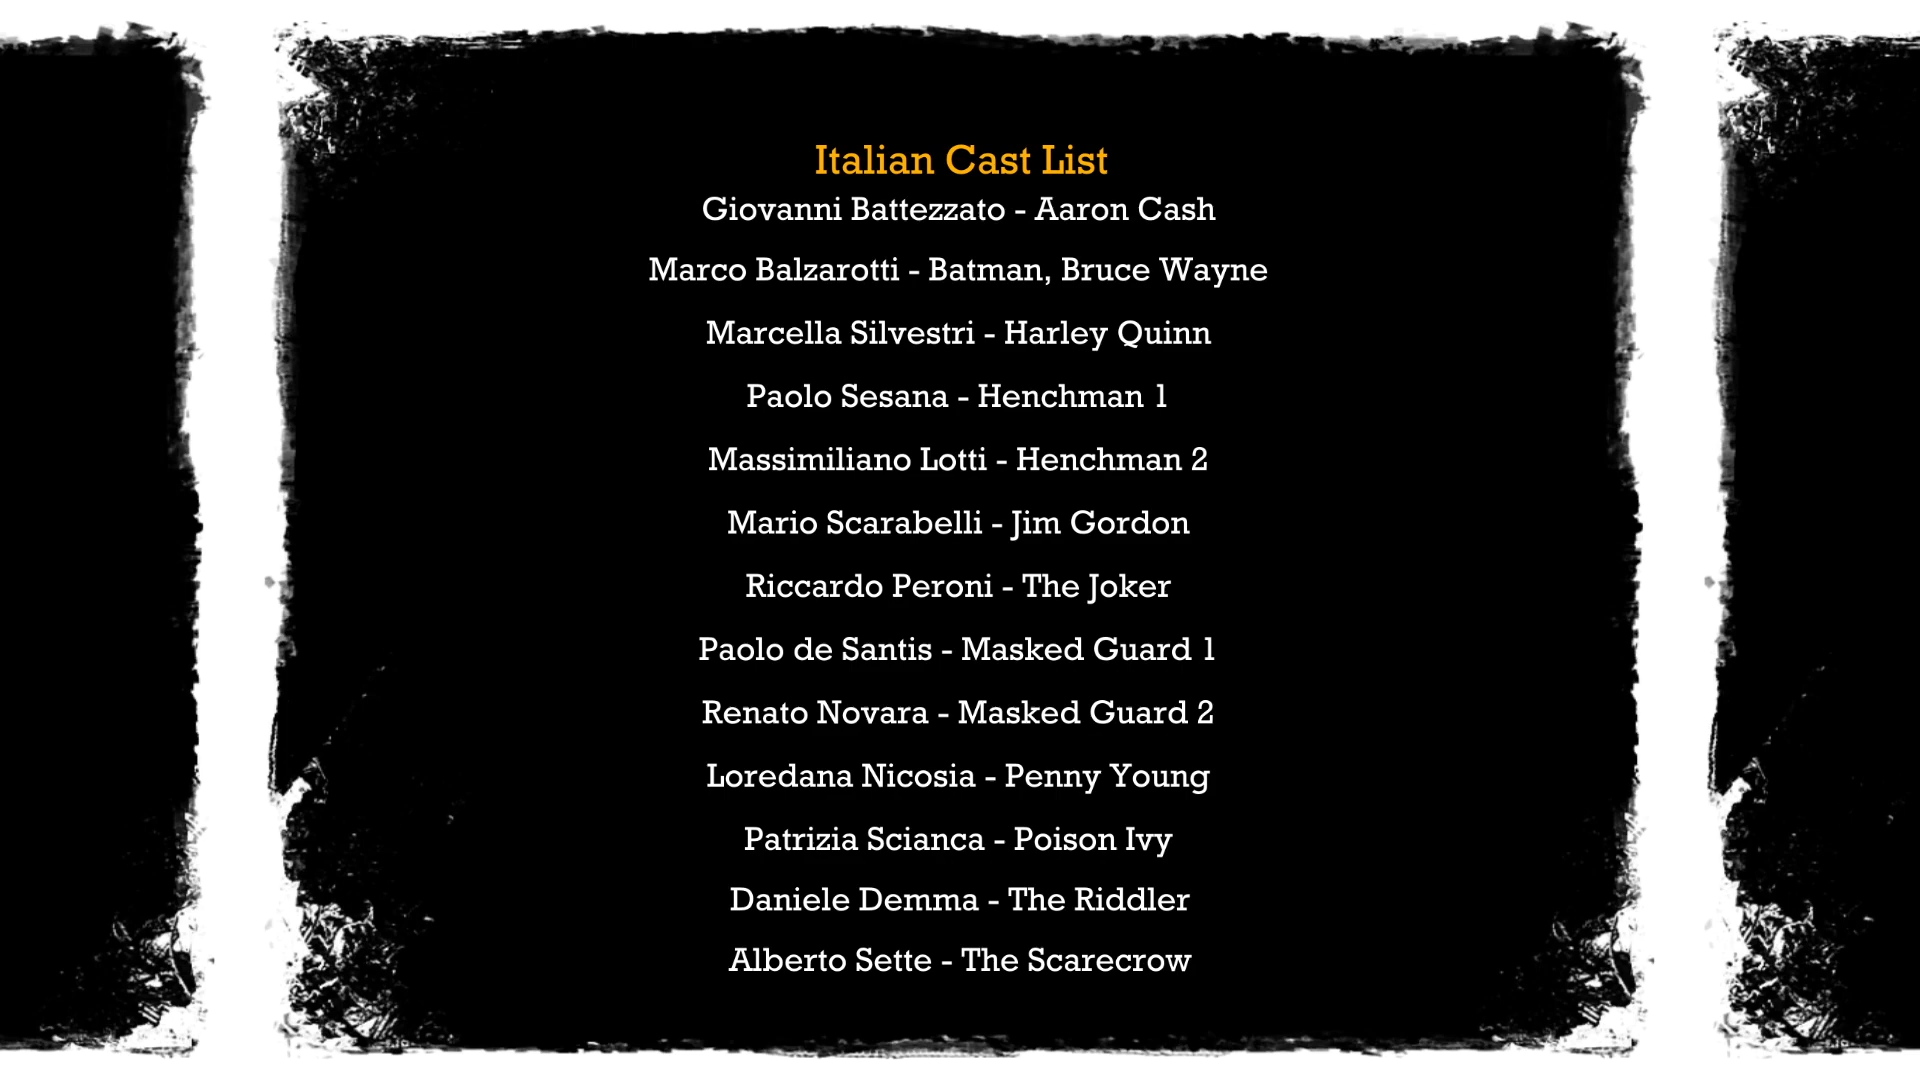 Italian Cast List
Giovanni Battezzato - Aaron Cash
Marco Balzarotti - Batman, Bruce Wayne
Marcella Silvestri - Harley Quinn
Paolo Sesana - Henchman 1
Massimiliano Lotti - Henchman 2
Mario Scarabelli - Jim Gordon
Riccardo Peroni - The Joker
Paolo de Santis - Masked Guard 1
Renato Novara - Masked Guard 2
Loredana Nicosia - Penny Young
Patrizia Scianca - Poison Ivy
Daniele Demma - The Riddler
Alberto Sette - The Scarecrow